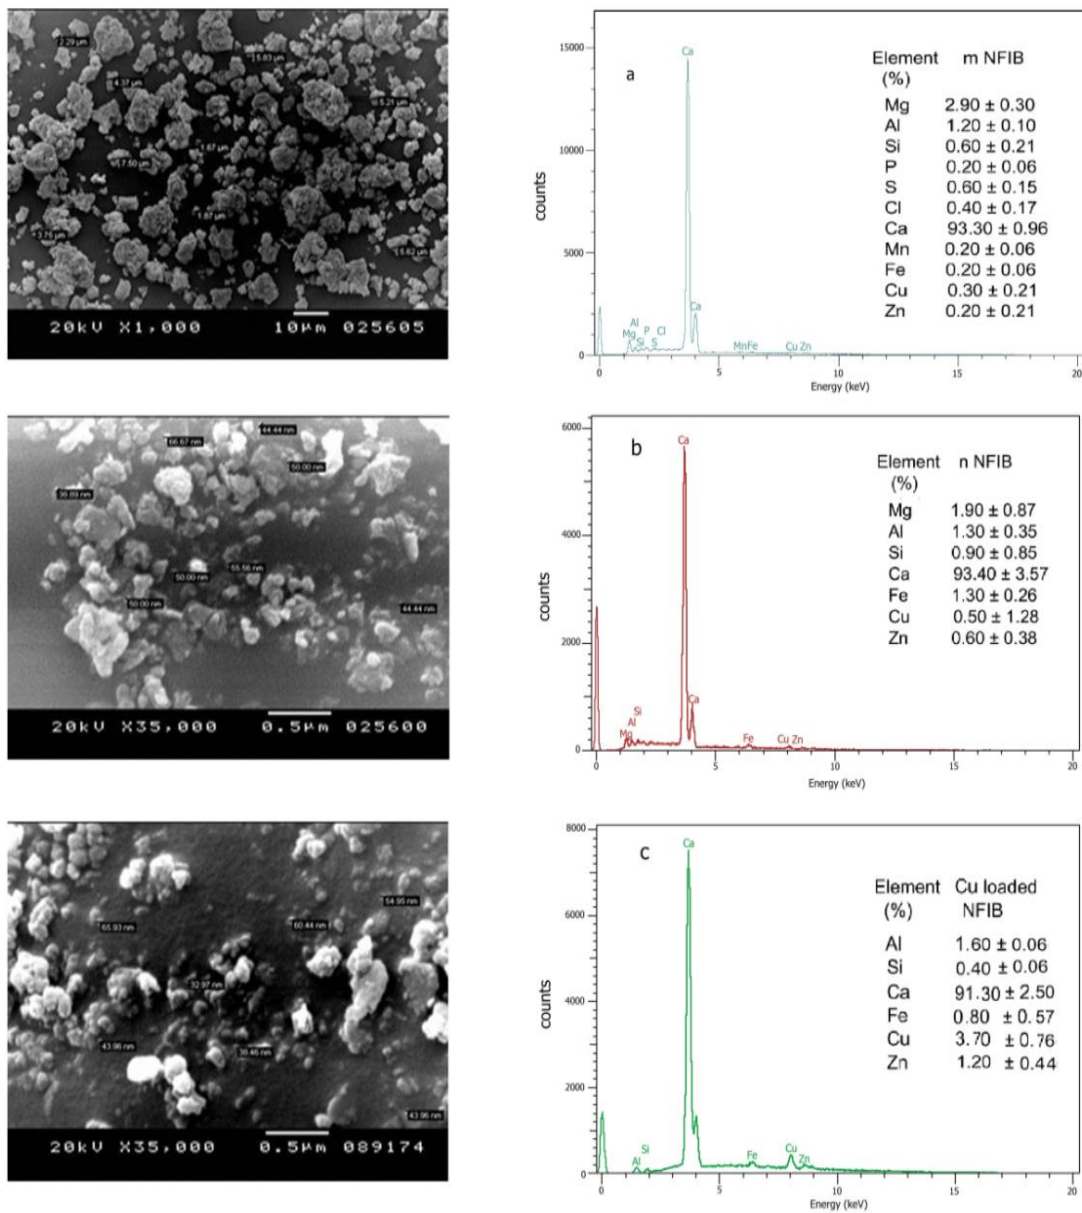 2.29 µm
5.83 µm
4.37 µm
5.21 µm
1.67 µm
7.50 µm
1.87 µm
3.75 µm
5.62 µm
20kV X1,000 10µm 025605
a
15000
10000
5000
0
counts
Ca
Ca
Al
Mg
Si
P
S
Cl
Mn Fe
Cu Zn
0 5 10 15 20
Energy (keV)
Element m NFIB
(%)
Mg 2.90 ± 0.30
Al 1.20 ± 0.10
Si 0.60 ± 0.21
P 0.20 ± 0.06
S 0.60 ± 0.15
Cl 0.40 ± 0.17
Ca 93.30 ± 0.96
Mn 0.20 ± 0.06
Fe 0.20 ± 0.06
Cu 0.30 ± 0.21
Zn 0.20 ± 0.21
44.44 nm
66.67 nm
50.00 nm
38.89 nm
55.56 nm
50.00 nm
50.00 nm
44.44 nm
20kV X35,000 0.5µm 025600
b
6000
4000
2000
0
counts
Ca
Ca
Si
Al
Mg
Fe
Cu Zn
0 5 10 15 20
Energy (keV)
Element n NFIB
(%)
Mg 1.90 ± 0.87
Al 1.30 ± 0.35
Si 0.90 ± 0.85
Ca 93.40 ± 3.57
Fe 1.30 ± 0.26
Cu 0.50 ± 1.28
Zn 0.60 ± 0.38
54.95 nm
65.93 nm
60.44 nm
32.97 nm
43.96 nm
38.46 nm
43.96 nm
20kV X35,000 0.5µm 089174
c
8000
6000
4000
2000
0
counts
Ca
Si
Al
Fe
Cu
Zn
0 5 10 15 20
Energy (keV)
Element Cu loaded
(%) NFIB
Al 1.60 ± 0.06
Si 0.40 ± 0.06
Ca 91.30 ± 2.50
Fe 0.80 ± 0.57
Cu 3.70 ± 0.76
Zn 1.20 ± 0.44